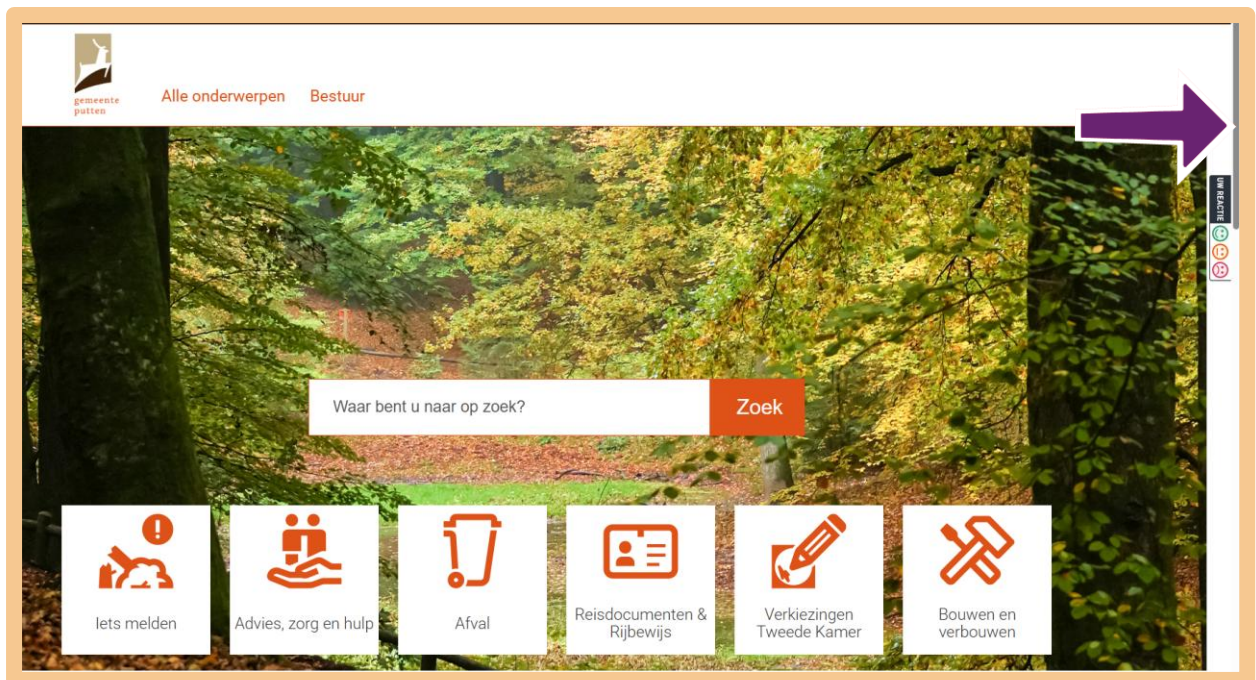 gemeente
putten
Alle onderwerpen
Bestuur
UW REACTIE
Waar bent u naar op zoek?
Zoek
Iets melden
Advies, zorg en hulp
Afval
Reisdocumenten &
Rijbewijs
Verkiezingen
Tweede Kamer
Bouwen en
verbouwen